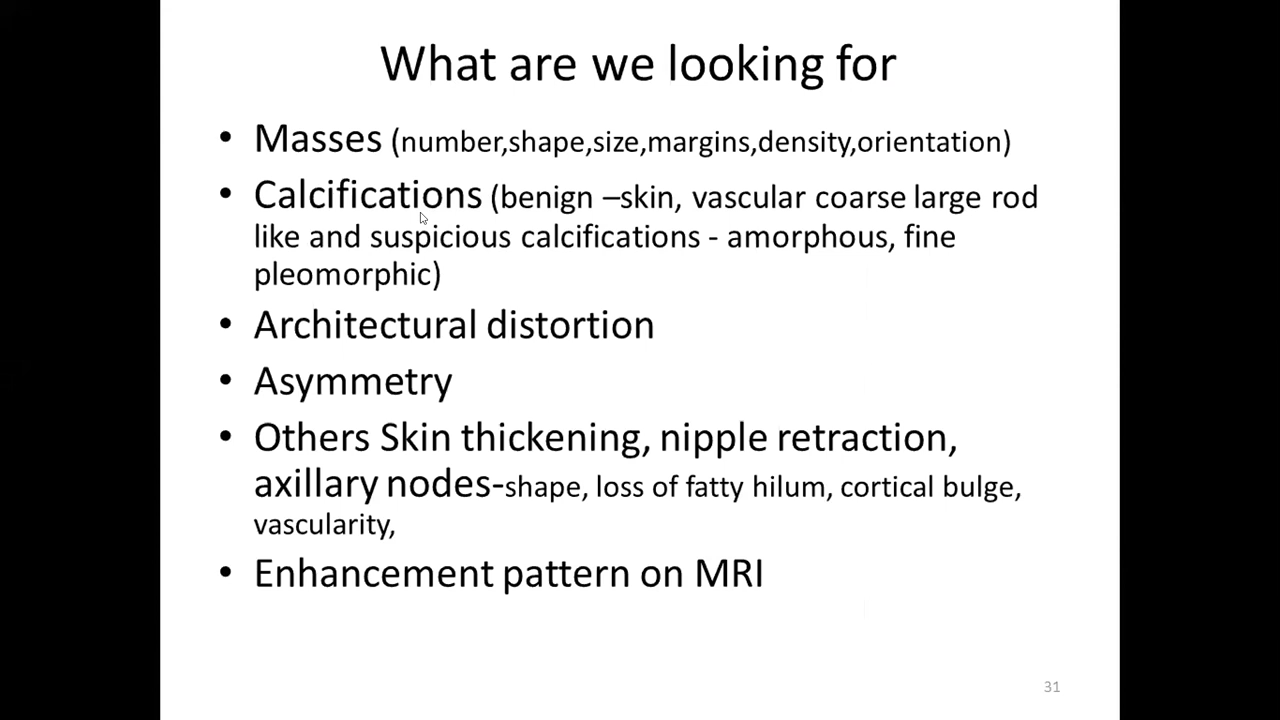 What are we looking for
• Masses (number,shape,size,margins,density,orientation)
• Calcifications (benign –skin, vascular coarse large rod
like and suspicious calcifications - amorphous, fine
pleomorphic)
• Architectural distortion
• Asymmetry
• Others Skin thickening, nipple retraction,
axillary nodes-shape, loss of fatty hilum, cortical bulge,
vascularity,
• Enhancement pattern on MRI
31